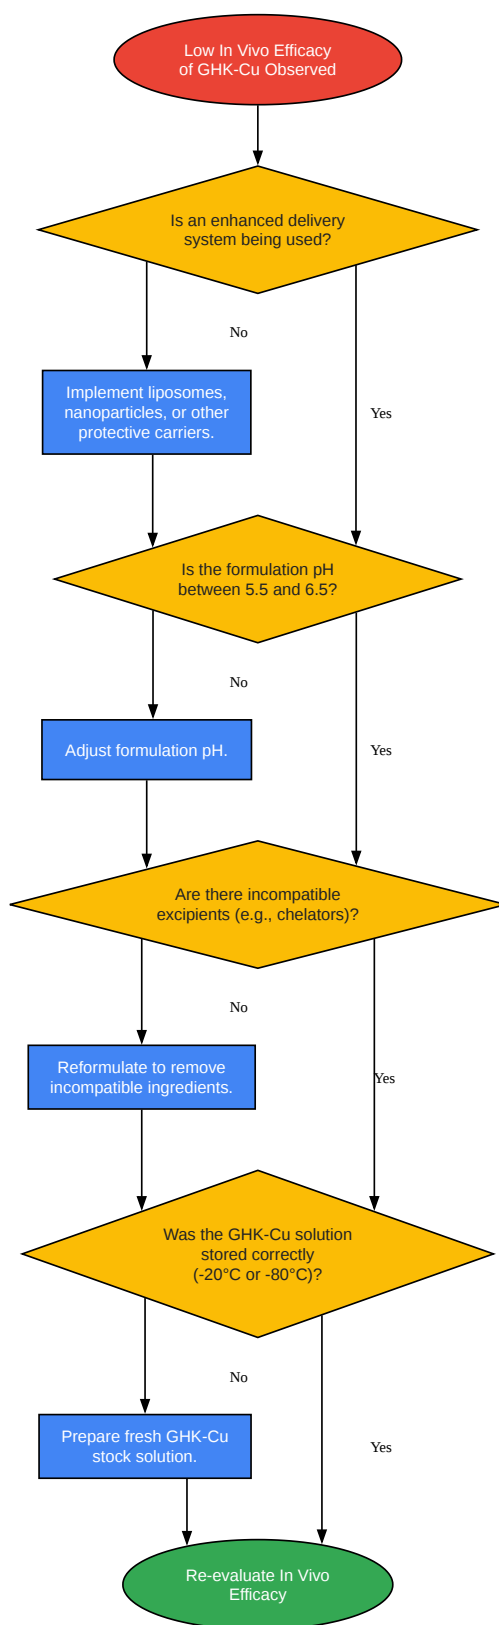 Low In Vivo Efficacy
of GHK-Cu Observed
Is an enhanced delivery
system being used?
No
Implement liposomes,
nanoparticles, or other
protective carriers.
Yes
Is the formulation pH
between 5.5 and 6.5?
No
Adjust formulation pH.
Yes
Are there incompatible
excipients (e.g., chelators)?
No
Reformulate to remove
incompatible ingredients.
Yes
Was the GHK-Cu solution
stored correctly
(-20°C or -80°C)?
No
Prepare fresh GHK-Cu
stock solution.
Yes
Re-evaluate In Vivo
Efficacy